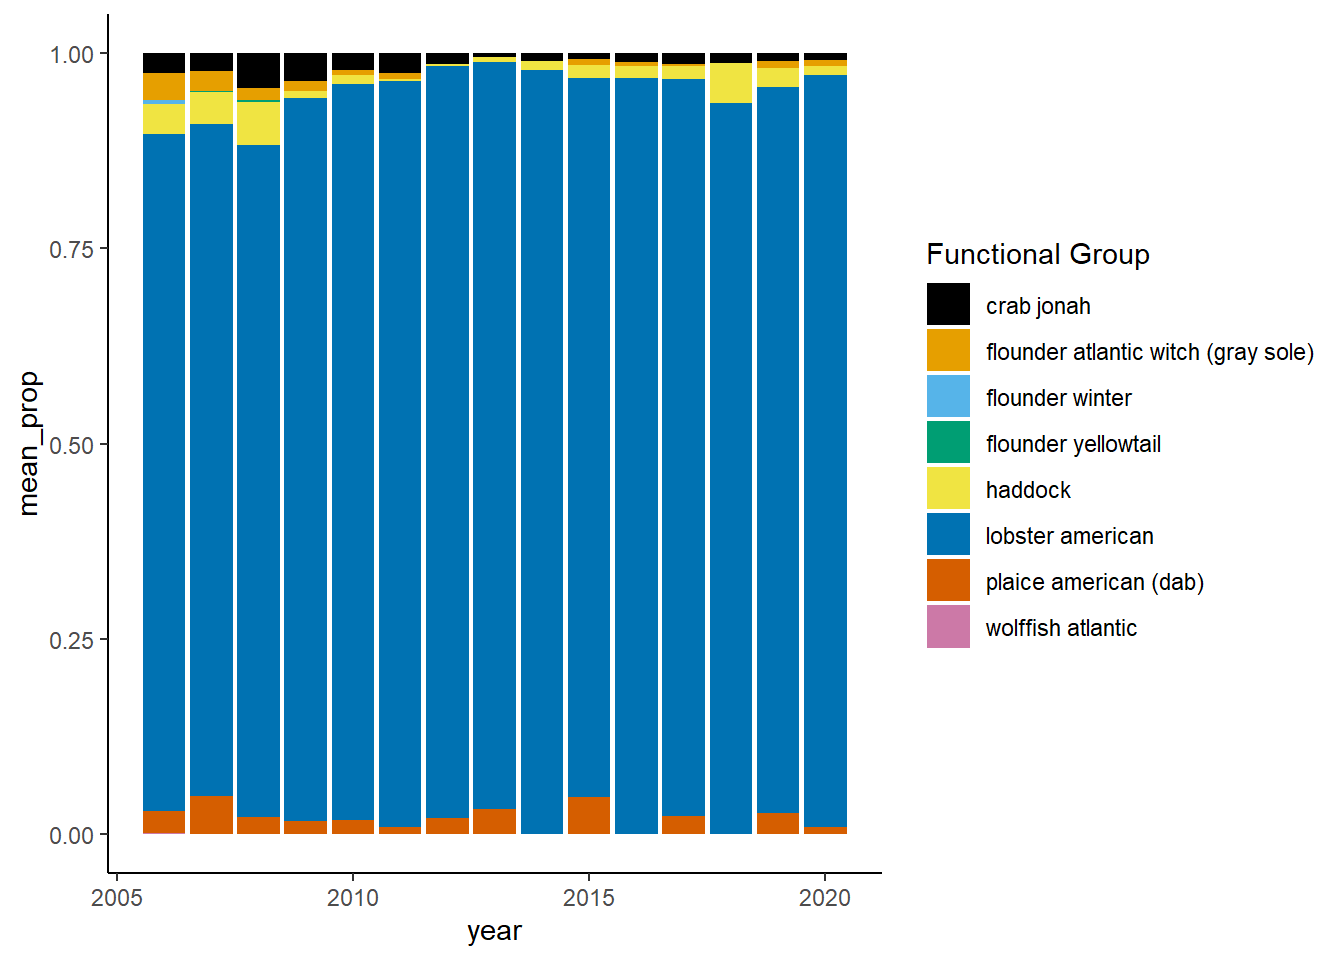 1.00
0.75
0.50
0.25
0.00
mean_prop
2005
2010
2015
2020
year
Functional Group
crab jonah
flounder atlantic witch (gray sole)
flounder winter
flounder yellowtail
haddock
lobster american
plaice american (dab)
wolffish atlantic